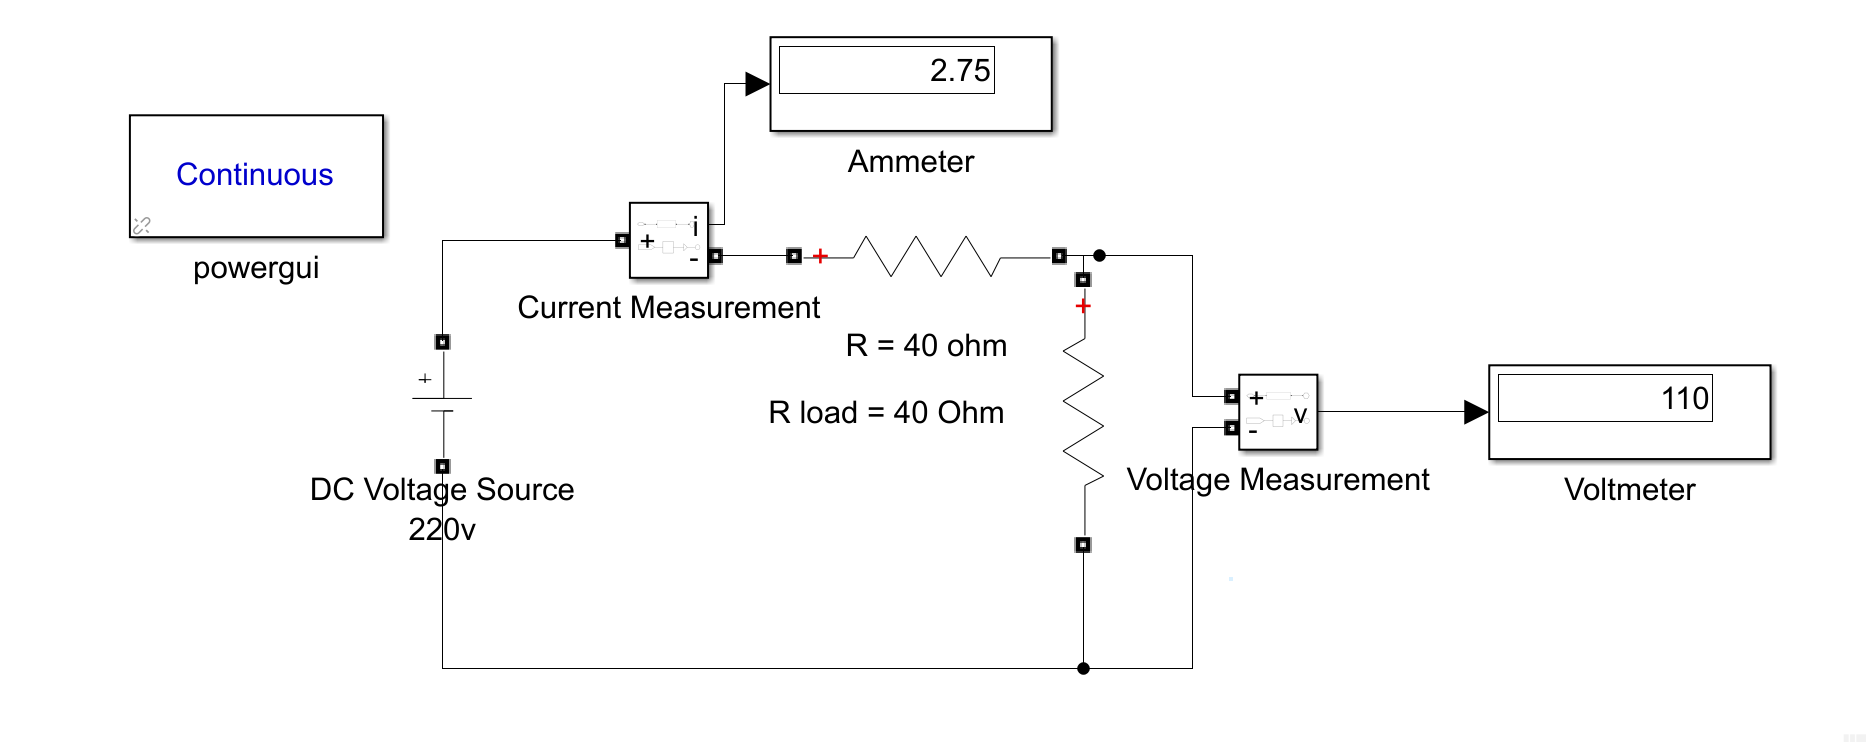 2.75
Ammeter
Continuous
powergui
i
+
-
Current Measurement
+
+
R = 40 ohm
R load = 40 Ohm
+
DC Voltage Source
220v
+
v
-
Voltage Measurement
110
Voltmeter